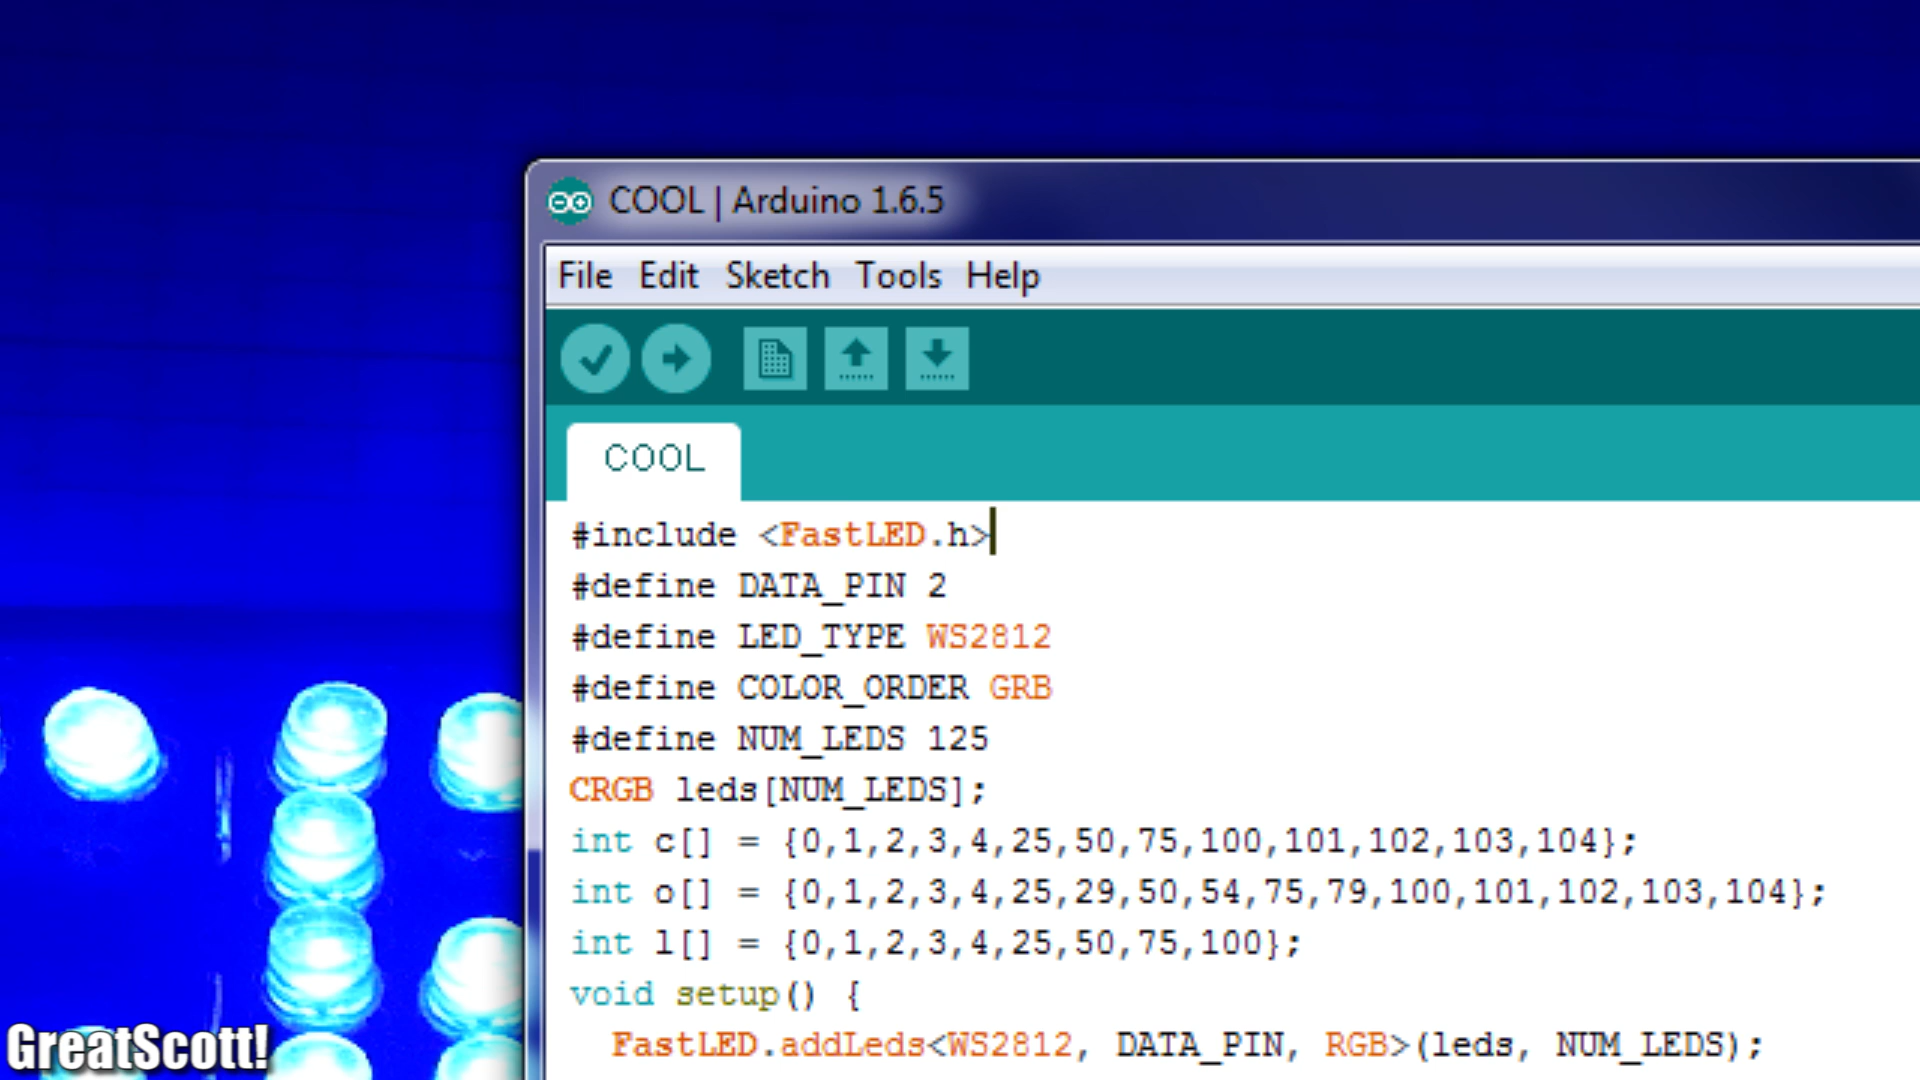 COOL | Arduino 1.6.5
File Edit Sketch Tools Help
COOL
#include <FastLED.h>
#define DATA_PIN 2
#define LED_TYPE WS2812
#define COLOR_ORDER GRB
#define NUM_LEDS 125
CRGB leds[NUM_LEDS];
int c[] = {0,1,2,3,4,25,50,75,100,101,102,103,104};
int o[] = {0,1,2,3,4,25,29,50,54,75,79,100,101,102,103,104};
int l[] = {0,1,2,3,4,25,50,75,100};
void setup() {
FastLED.addLeds<WS2812, DATA_PIN, RGB>(leds, NUM_LEDS);
GreatScott!